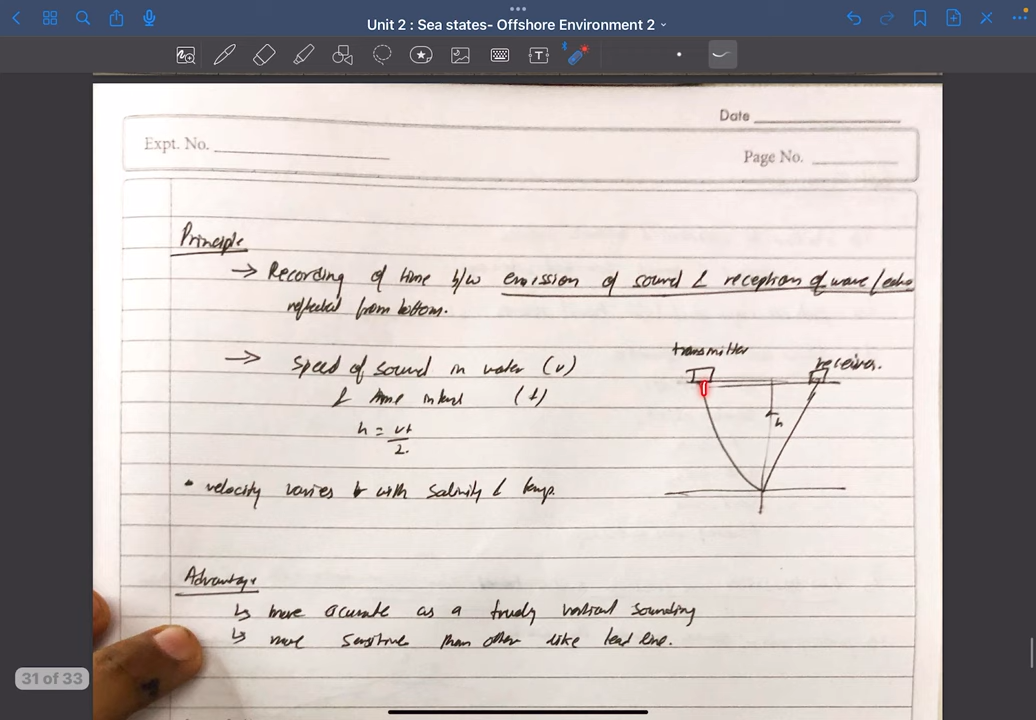 Unit 2 : Sea states- Offshore Environment 2
Date
Expt. No.
Page No.
Principle
→ Recording of time b/w emission of sound & reception of wave/echo
reflected from bottom.
transmitter
receiver.
→ Speed of sound in water (v)
& time interval (t)
h = vt/2.
h
• velocity varies with salinity & temp.
Advantage
↳ more acurate as a truely vertical sounding
↳ more sensitive than other like lead line.
31 of 33